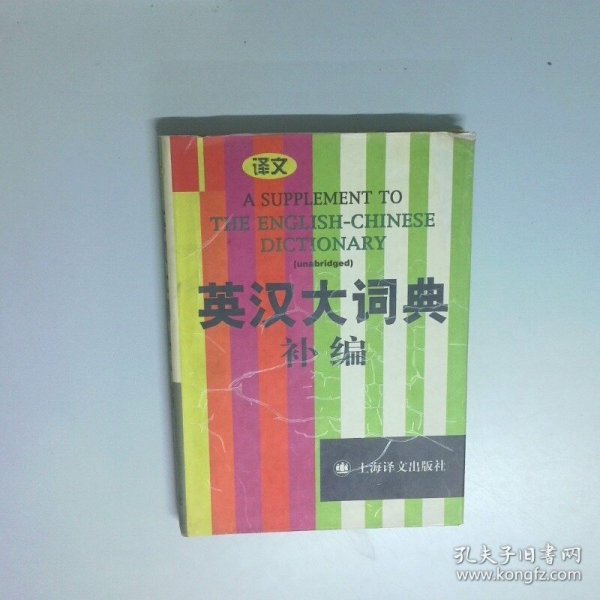 译文
A SUPPLEMENT TO
THE ENGLISH-CHINESE
DICTIONARY
(unabridged)
英汉大词典
补编
上海译文出版社
孔夫子旧书网
www.kongfz.com